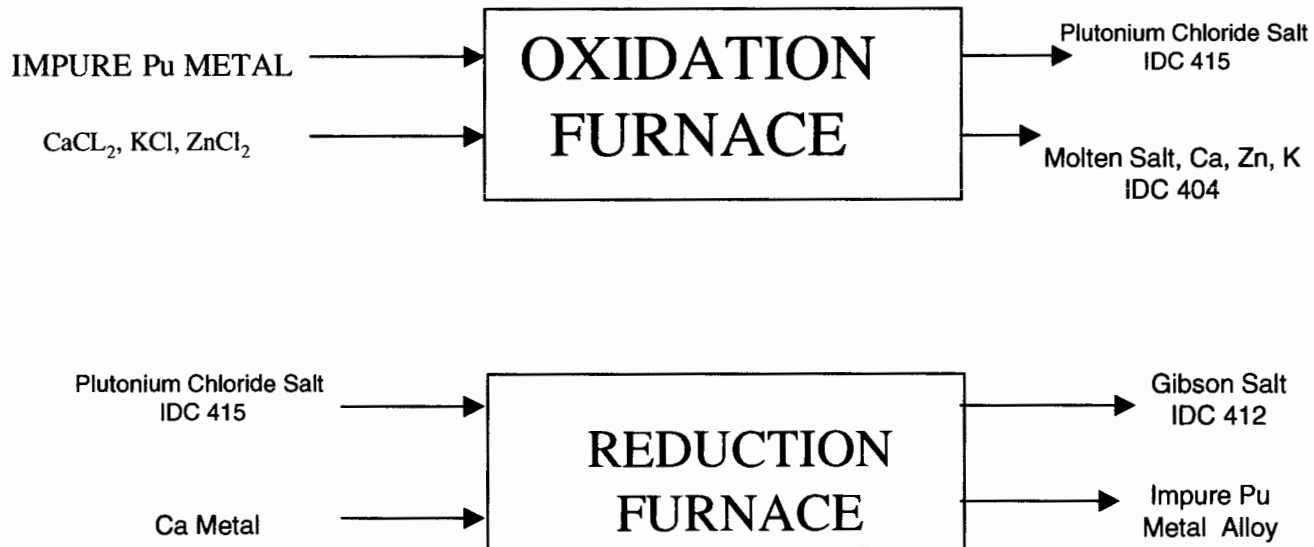 Plutonium Chloride Salt
IDC 415
OXIDATION
FURNACE
IMPURE Pu METAL
CaCL₂, KCl, ZnCl₂
Molten Salt, Ca, Zn, K
IDC 404
Plutonium Chloride Salt
IDC 415
Gibson Salt
IDC 412
REDUCTION
FURNACE
Ca Metal
Impure Pu
Metal Alloy